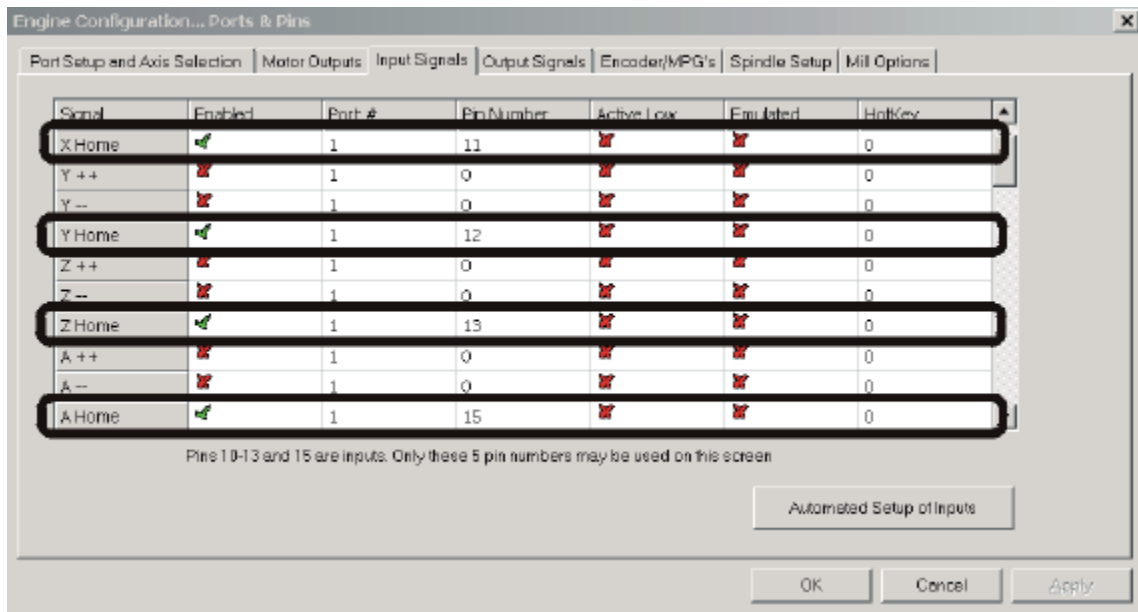 Engine Configuration... Ports & Pins
Port Setup and Axis Selection Motor Outputs Input Signals Output Signals Encoder/MPG's Spindle Setup Mill Options
Signal Enabled Port # Pin Number Active Low Emulated HotKey
X Home 1 11 0
Y ++ 1 0 0
Y -- 1 0 0
Y Home 1 12 0
Z ++ 1 0 0
Z -- 1 0 0
Z Home 1 13 0
A ++ 1 0 0
A -- 1 0 0
A Home 1 15 0
Pins 10-13 and 15 are inputs. Only these 5 pin numbers may be used on this screen
Automated Setup of Inputs
OK Cancel Apply